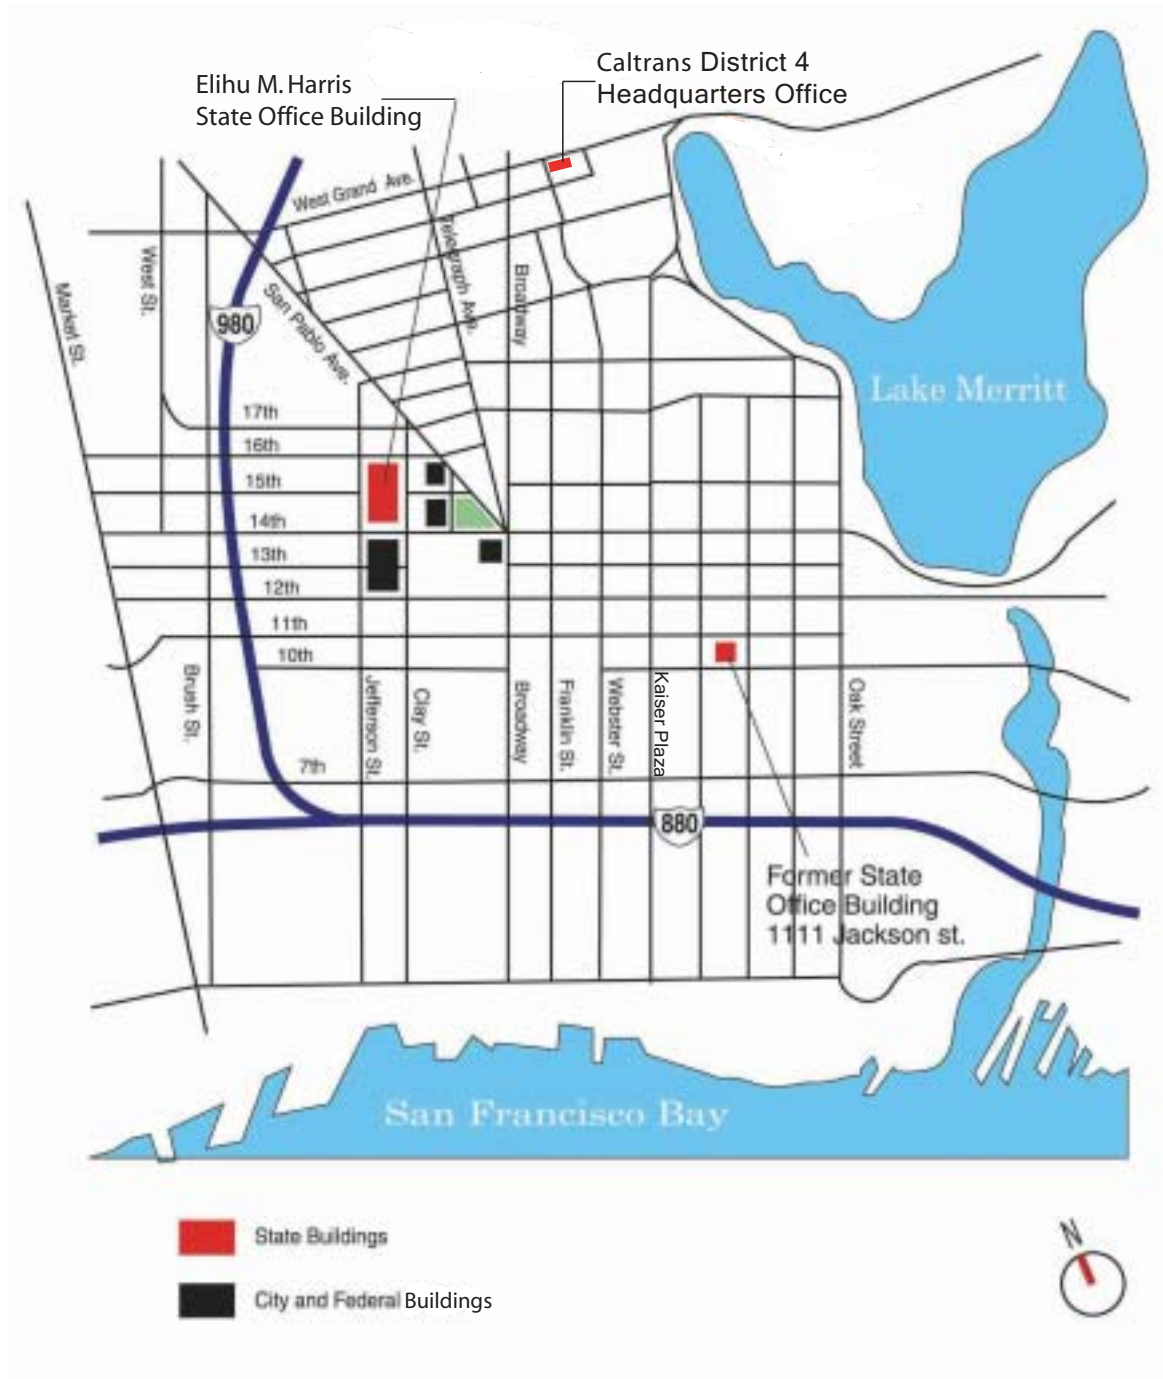 Caltrans District 4
Headquarters Office
Elihu M. Harris
State Office Building
West Grand Ave.
Telegraph Ave.
Broadway
West St.
Market St.
San Pablo Ave.
980
Lake Merritt
17th
16th
15th
14th
13th
12th
11th
10th
Brush St.
Jefferson St.
Clay St.
Broadway
Franklin St.
Webster St.
Kaiser Plaza
Oak Street
7th
880
Former State
Office Building
1111 Jackson st.
San Francisco Bay
State Buildings
City and Federal Buildings
N